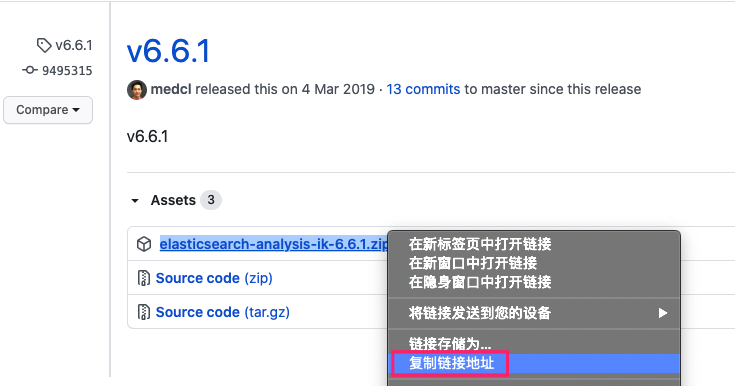 v6.6.1
9495315
Compare
v6.6.1
medcl released this on 4 Mar 2019 · 13 commits to master since this release
v6.6.1
Assets 3
elasticsearch-analysis-ik-6.6.1.zip
Source code (zip)
Source code (tar.gz)
在新标签页中打开链接
在新窗口中打开链接
在隐身窗口中打开链接
将链接发送到您的设备
链接存储为...
复制链接地址